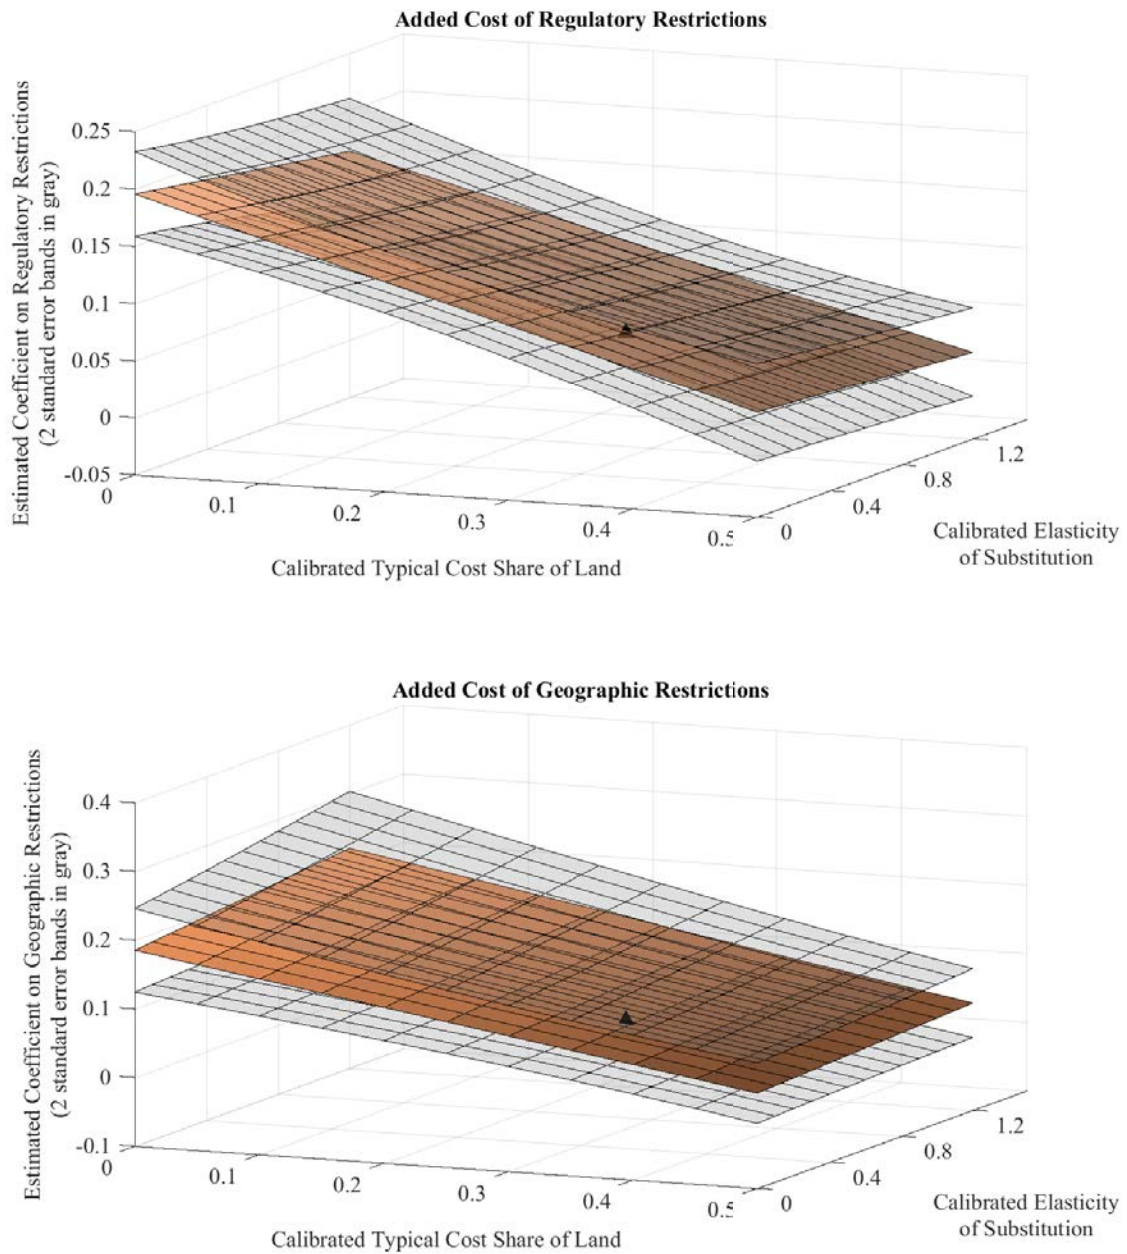 Added Cost of Regulatory Restrictions
Estimated Coefficient on Regulatory Restrictions
(2 standard error bands in gray)
0.25
0.2
0.15
0.1
0.05
0
-0.05
0
0.1
0.2
0.3
0.4
0.5
0
0.4
0.8
1.2
Calibrated Typical Cost Share of Land
Calibrated Elasticity
of Substitution
Added Cost of Geographic Restrictions
Estimated Coefficient on Geographic Restrictions
(2 standard error bands in gray)
0.4
0.3
0.2
0.1
0
-0.1
0
0.1
0.2
0.3
0.4
0.5
0
0.4
0.8
1.2
Calibrated Typical Cost Share of Land
Calibrated Elasticity
of Substitution